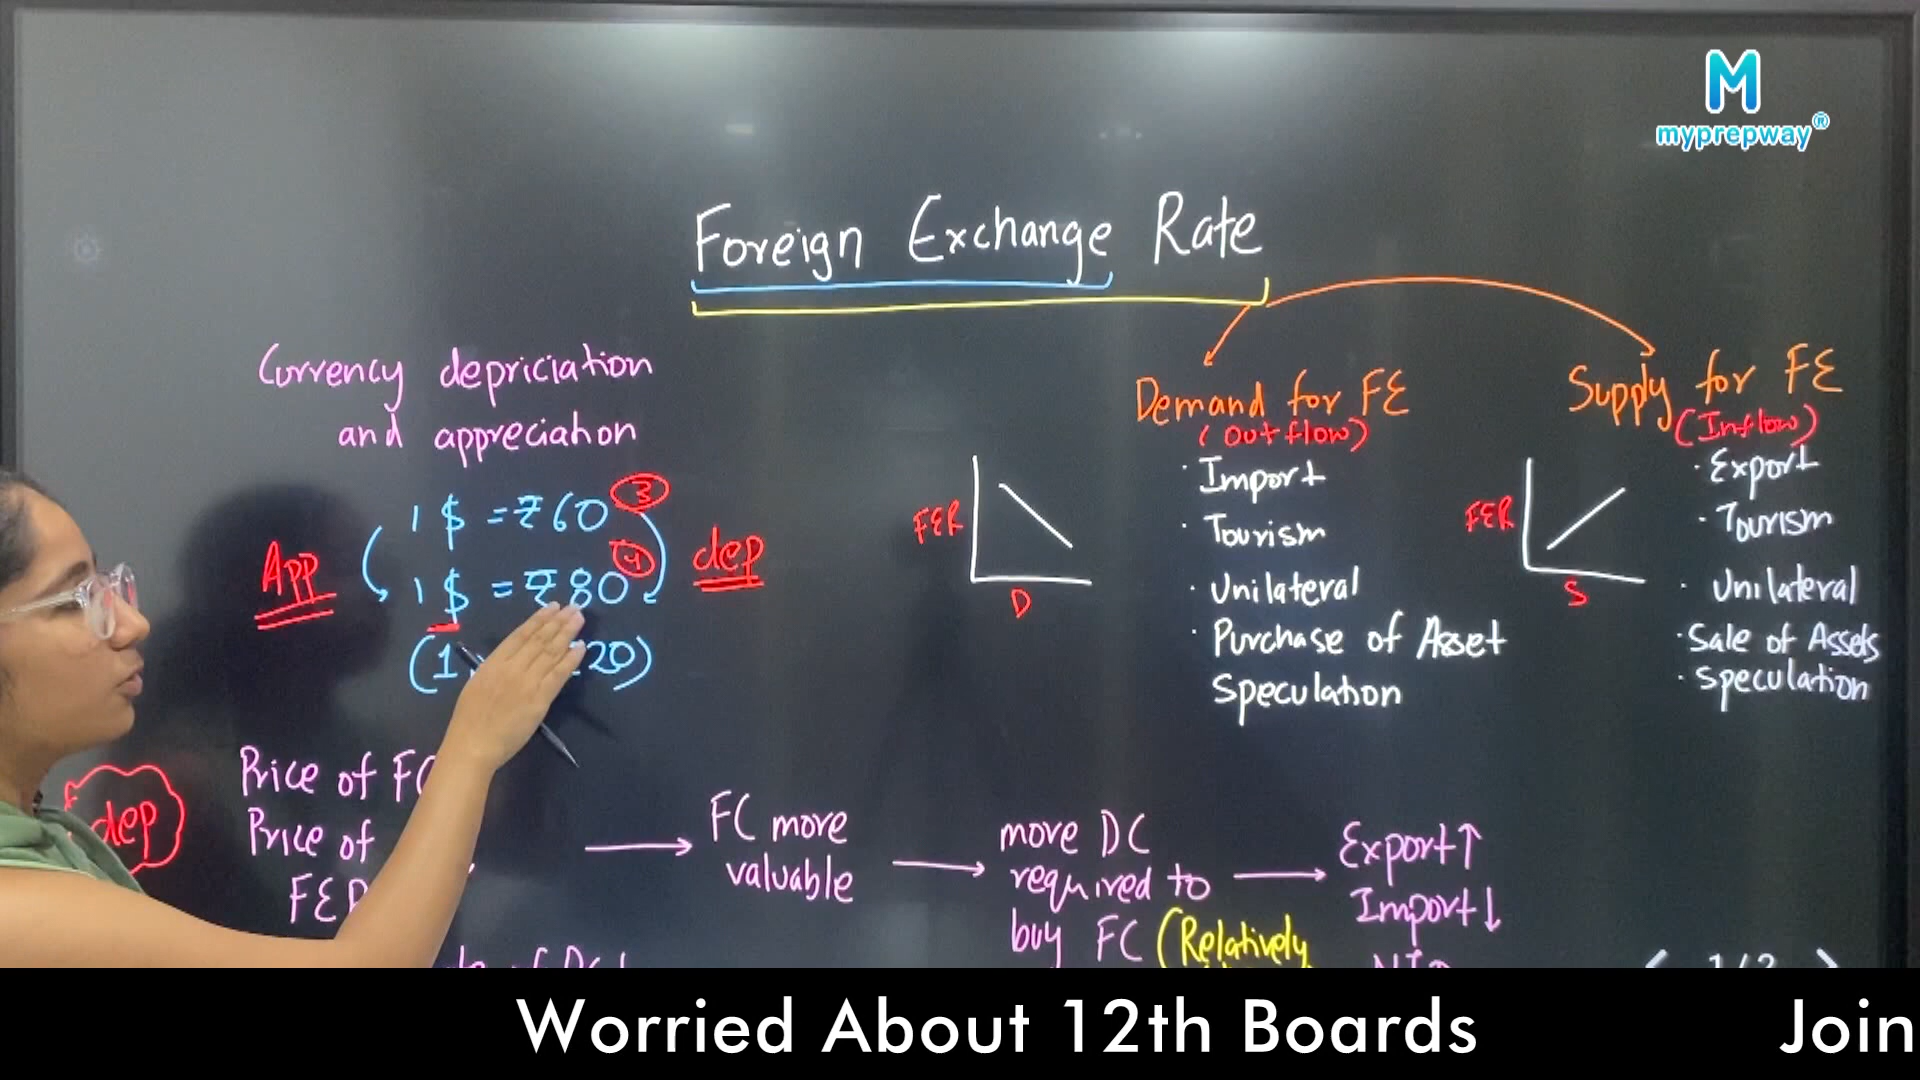 M
myprepway®
Foreign Exchange Rate
Currency depriciation
and appreciation
1 $ = ₹60 3
1 $ = ₹80 4
(1 20)
App
dep
FER
D
Demand for FE
(Outflow)
· Import
· Tourism
· Unilateral
· Purchase of Asset
Speculation
FER
S
Supply for FE
(Inflow)
· Export
· Tourism
· Unilateral
· Sale of Assets
· Speculation
dep
Price of FC
Price of
→ FC more
valuable
→ more DC
required to
buy FC (Relatively
→ Export↑
Import↓
Worried About 12th Boards
Join